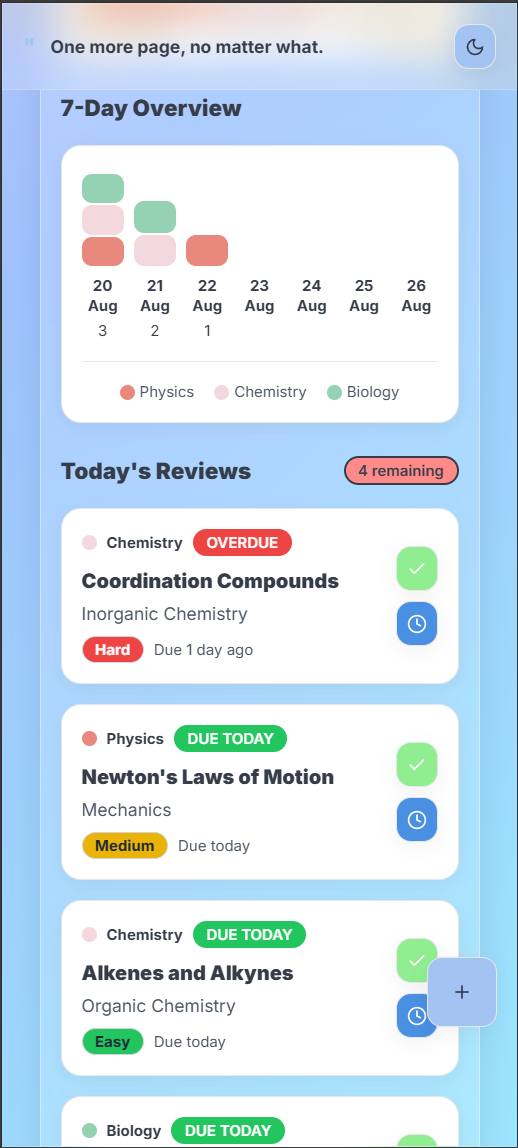 " One more page, no matter what.
7-Day Overview
20 21 22 23 24 25 26
Aug Aug Aug Aug Aug Aug Aug
3 2 1
Physics Chemistry Biology
Today's Reviews 4 remaining
Chemistry OVERDUE
Coordination Compounds
Inorganic Chemistry
Hard Due 1 day ago
Physics DUE TODAY
Newton's Laws of Motion
Mechanics
Medium Due today
Chemistry DUE TODAY
Alkenes and Alkynes
+
Organic Chemistry
Easy Due today
Biology DUE TODAY